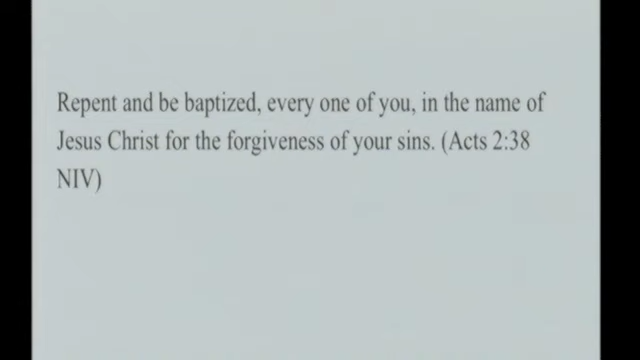 Repent and be baptized, every one of you, in the name of
Jesus Christ for the forgiveness of your sins. (Acts 2:38
NIV)